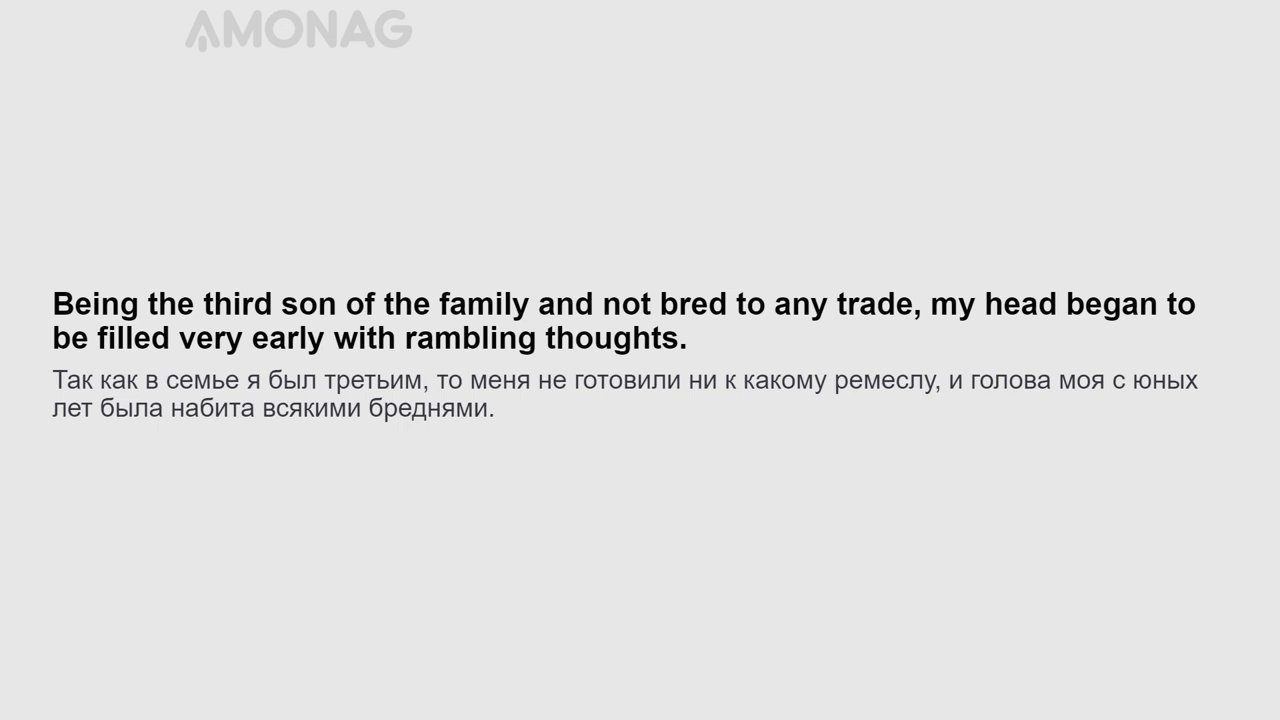 AMONAG
Being the third son of the family and not bred to any trade, my head began to
be filled very early with rambling thoughts.
Так как в семье я был третьим, то меня не готовили ни к какому ремеслу, и голова моя с юных
лет была набита всякими бреднями.